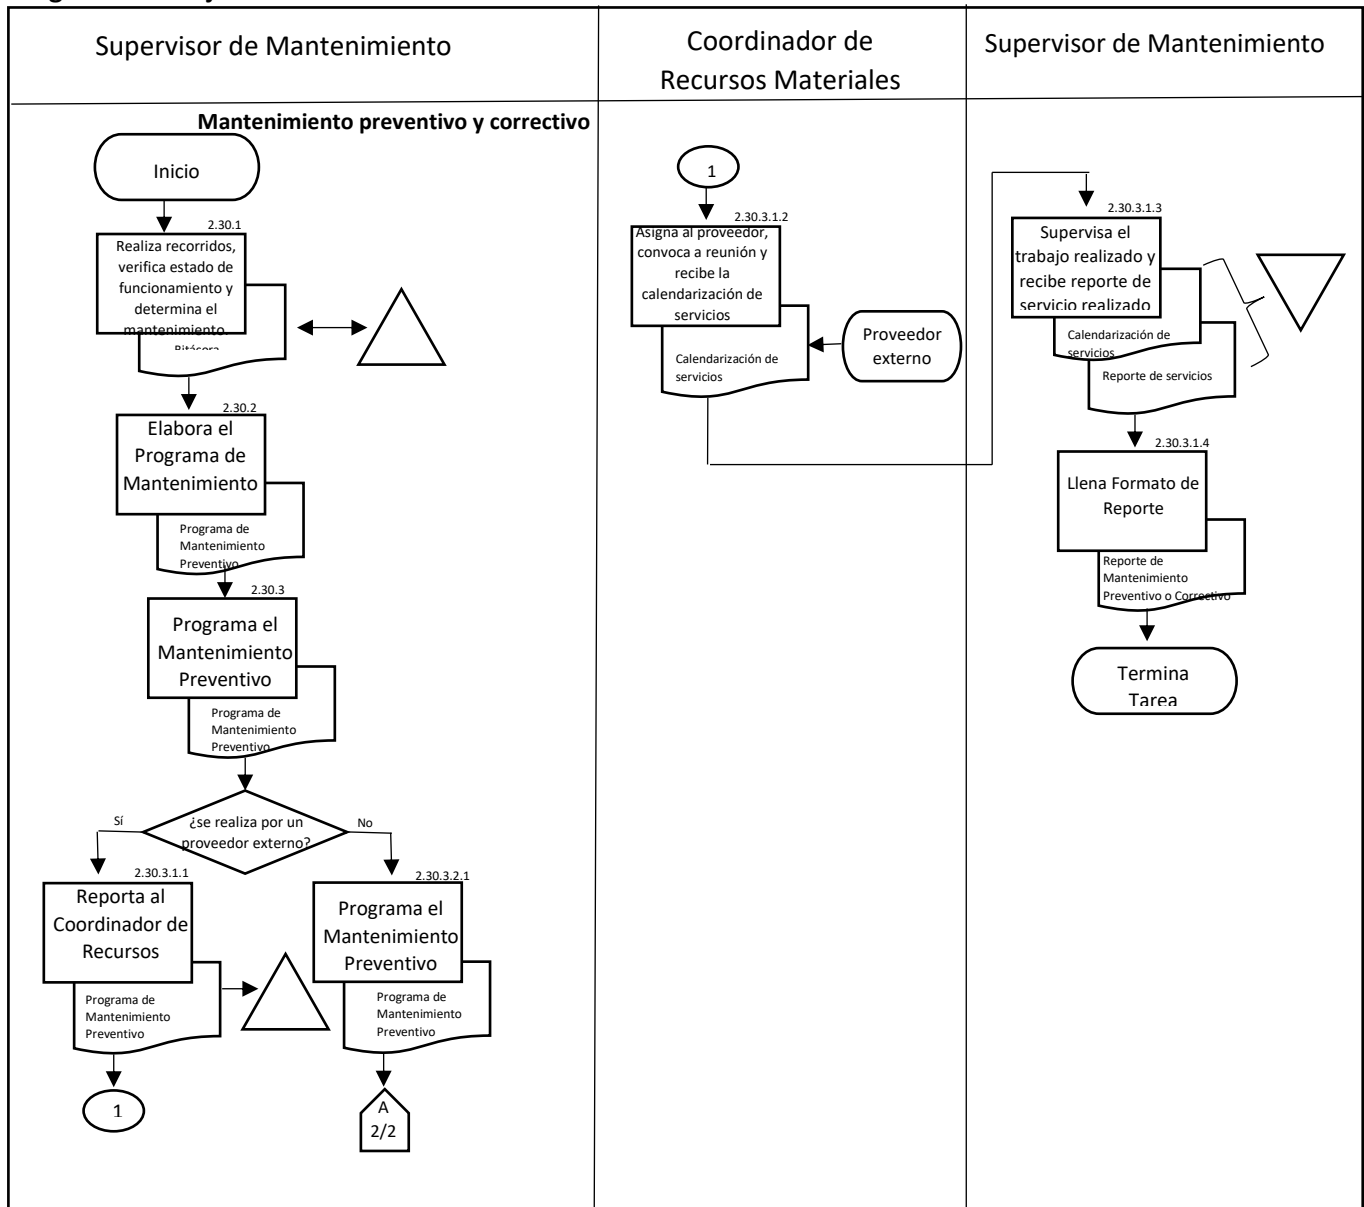 Supervisor de Mantenimiento
Coordinador de
Recursos Materiales
Supervisor de Mantenimiento
Mantenimiento preventivo y correctivo
Inicio
2.30.1
Realiza recorridos,
verifica estado de
funcionamiento y
determina el
mantenimiento.
2.30.2
Elabora el
Programa de
Mantenimiento
Programa de
Mantenimiento
Preventivo
2.30.3
Programa el
Mantenimiento
Preventivo
Programa de
Mantenimiento
Preventivo
¿se realiza por un
proveedor externo?
Sí
No
2.30.3.1.1
Reporta al
Coordinador de
Recursos
Programa de
Mantenimiento
Preventivo
1
2.30.3.2.1
Programa el
Mantenimiento
Preventivo
Programa de
Mantenimiento
Preventivo
A
2/2
1
2.30.3.1.2
Asigna al proveedor,
convoca a reunión y
recibe la
calendarización de
servicios
Calendarización de
servicios
Proveedor
externo
2.30.3.1.3
Supervisa el
trabajo realizado y
recibe reporte de
servicio realizado
Calendarización de
servicios
Reporte de servicios
2.30.3.1.4
Llena Formato de
Reporte
Reporte de
Mantenimiento
Preventivo o Correctivo
Termina
Tarea